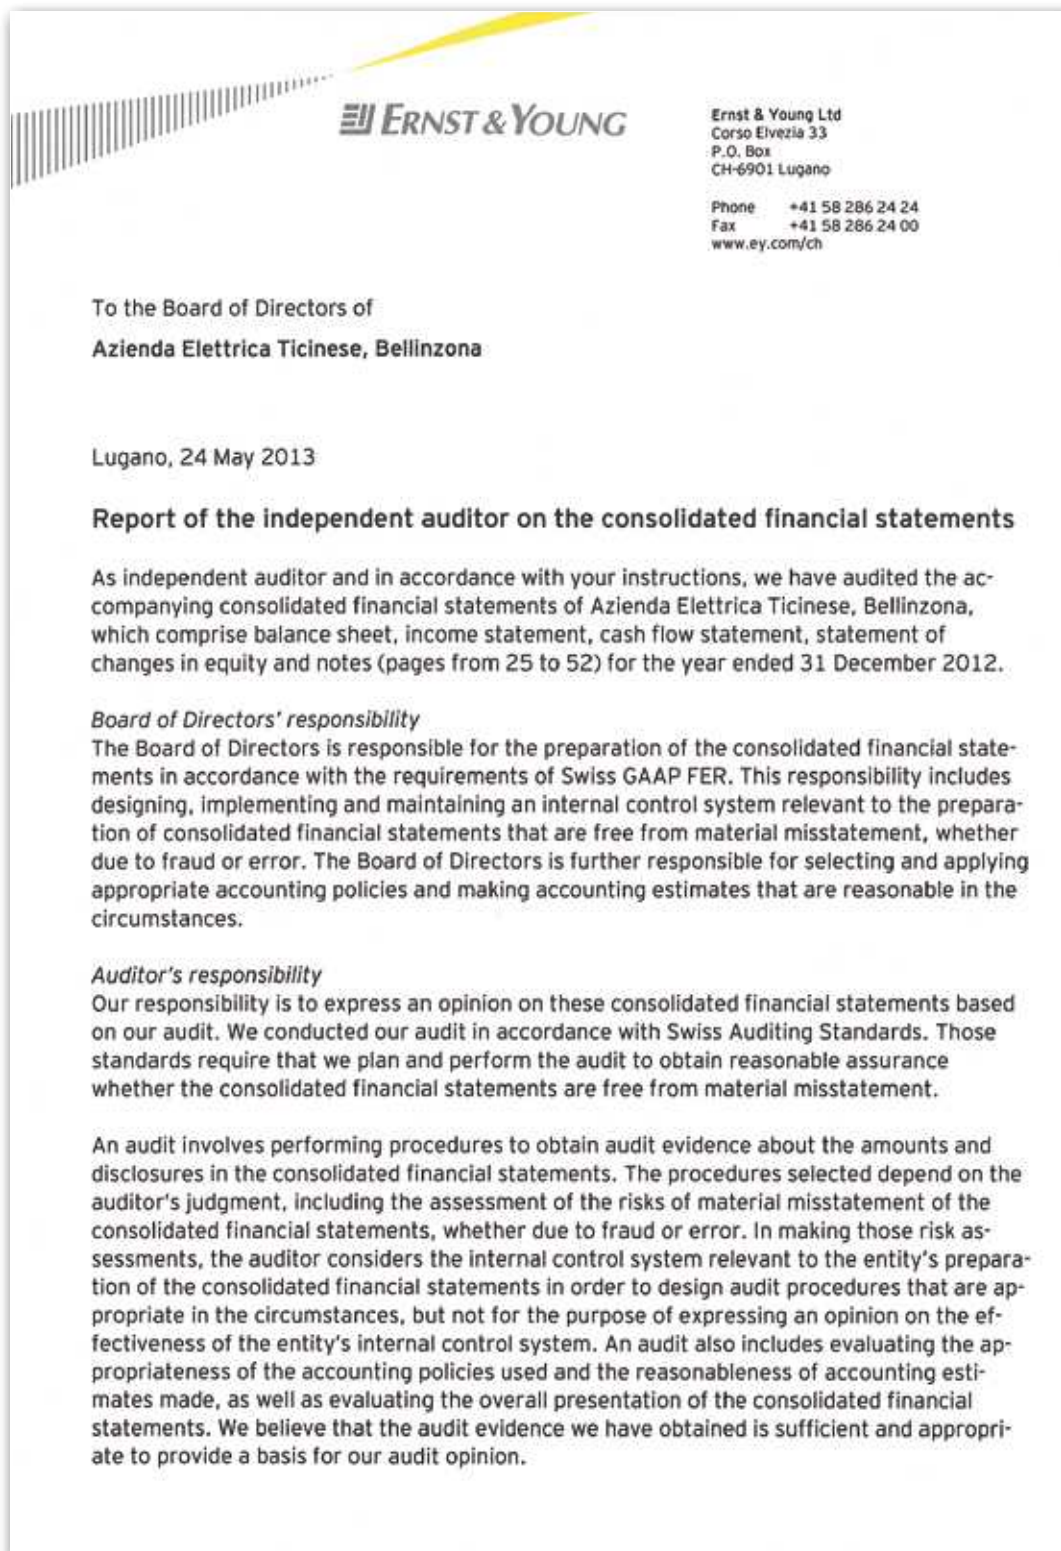 ERNST & YOUNG
Ernst & Young Ltd
Corso Elvezia 33
P.O. Box
CH-6901 Lugano
Phone +41 58 286 24 24
Fax +41 58 286 24 00
www.ey.com/ch
To the Board of Directors of
Azienda Elettrica Ticinese, Bellinzona
Lugano, 24 May 2013
Report of the independent auditor on the consolidated financial statements
As independent auditor and in accordance with your instructions, we have audited the ac-
companying consolidated financial statements of Azienda Elettrica Ticinese, Bellinzona,
which comprise balance sheet, income statement, cash flow statement, statement of
changes in equity and notes (pages from 25 to 52) for the year ended 31 December 2012.
Board of Directors' responsibility
The Board of Directors is responsible for the preparation of the consolidated financial state-
ments in accordance with the requirements of Swiss GAAP FER. This responsibility includes
designing, implementing and maintaining an internal control system relevant to the prepara-
tion of consolidated financial statements that are free from material misstatement, whether
due to fraud or error. The Board of Directors is further responsible for selecting and applying
appropriate accounting policies and making accounting estimates that are reasonable in the
circumstances.
Auditor's responsibility
Our responsibility is to express an opinion on these consolidated financial statements based
on our audit. We conducted our audit in accordance with Swiss Auditing Standards. Those
standards require that we plan and perform the audit to obtain reasonable assurance
whether the consolidated financial statements are free from material misstatement.
An audit involves performing procedures to obtain audit evidence about the amounts and
disclosures in the consolidated financial statements. The procedures selected depend on the
auditor's judgment, including the assessment of the risks of material misstatement of the
consolidated financial statements, whether due to fraud or error. In making those risk as-
sessments, the auditor considers the internal control system relevant to the entity's prepara-
tion of the consolidated financial statements in order to design audit procedures that are ap-
propriate in the circumstances, but not for the purpose of expressing an opinion on the ef-
fectiveness of the entity's internal control system. An audit also includes evaluating the ap-
propriateness of the accounting policies used and the reasonableness of accounting esti-
mates made, as well as evaluating the overall presentation of the consolidated financial
statements. We believe that the audit evidence we have obtained is sufficient and appropri-
ate to provide a basis for our audit opinion.